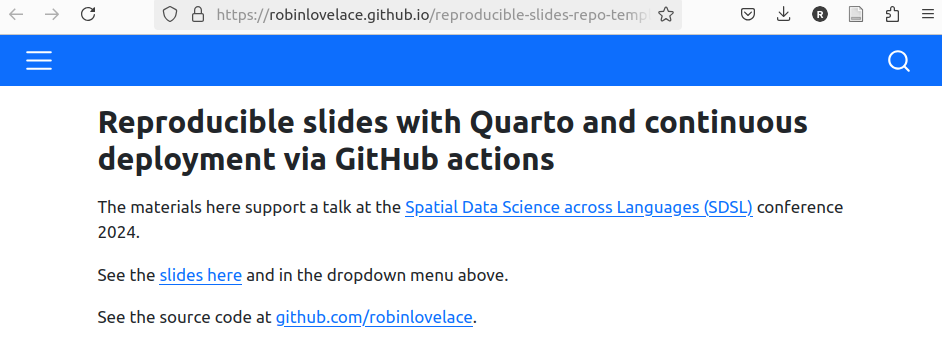 https://robinlovelace.github.io/reproducible-slides-repo-templ
R
Reproducible slides with Quarto and continuous
deployment via GitHub actions
The materials here support a talk at the Spatial Data Science across Languages (SDSL) conference
2024.
See the slides here and in the dropdown menu above.
See the source code at github.com/robinlovelace.